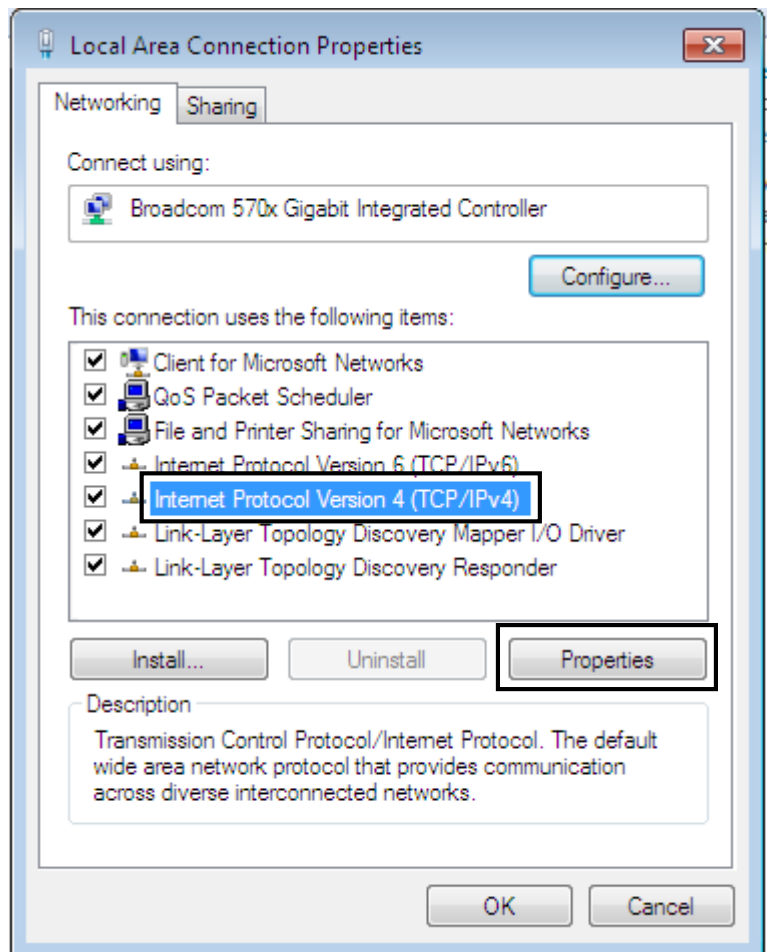 Local Area Connection Properties
Networking
Sharing
Connect using:
Broadcom 570x Gigabit Integrated Controller
Configure...
This connection uses the following items:
Client for Microsoft Networks
QoS Packet Scheduler
File and Printer Sharing for Microsoft Networks
Internet Protocol Version 6 (TCP/IPv6)
Internet Protocol Version 4 (TCP/IPv4)
Link-Layer Topology Discovery Mapper I/O Driver
Link-Layer Topology Discovery Responder
Install...
Uninstall
Properties
Description
Transmission Control Protocol/Internet Protocol. The default
wide area network protocol that provides communication
across diverse interconnected networks.
OK
Cancel